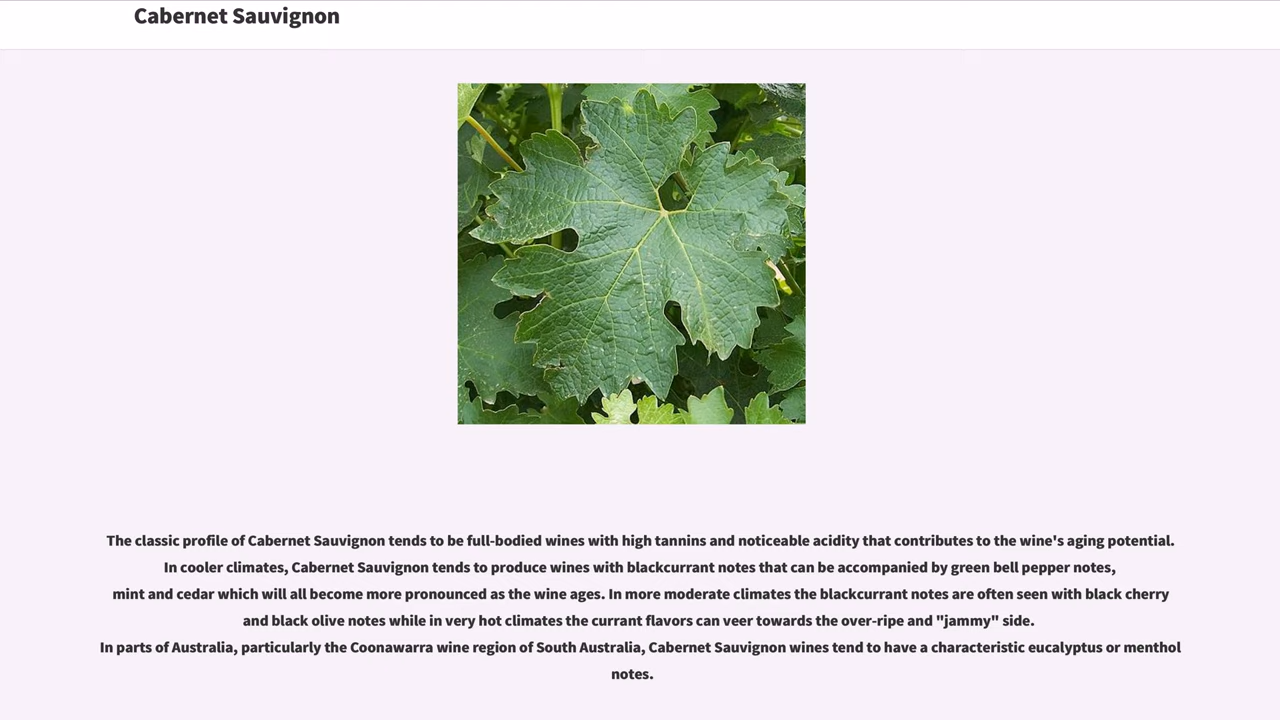 Cabernet Sauvignon
The classic profile of Cabernet Sauvignon tends to be full-bodied wines with high tannins and noticeable acidity that contributes to the wine's aging potential.
In cooler climates, Cabernet Sauvignon tends to produce wines with blackcurrant notes that can be accompanied by green bell pepper notes,
mint and cedar which will all become more pronounced as the wine ages. In more moderate climates the blackcurrant notes are often seen with black cherry
and black olive notes while in very hot climates the currant flavors can veer towards the over-ripe and "jammy" side.
In parts of Australia, particularly the Coonawarra wine region of South Australia, Cabernet Sauvignon wines tend to have a characteristic eucalyptus or menthol
notes.